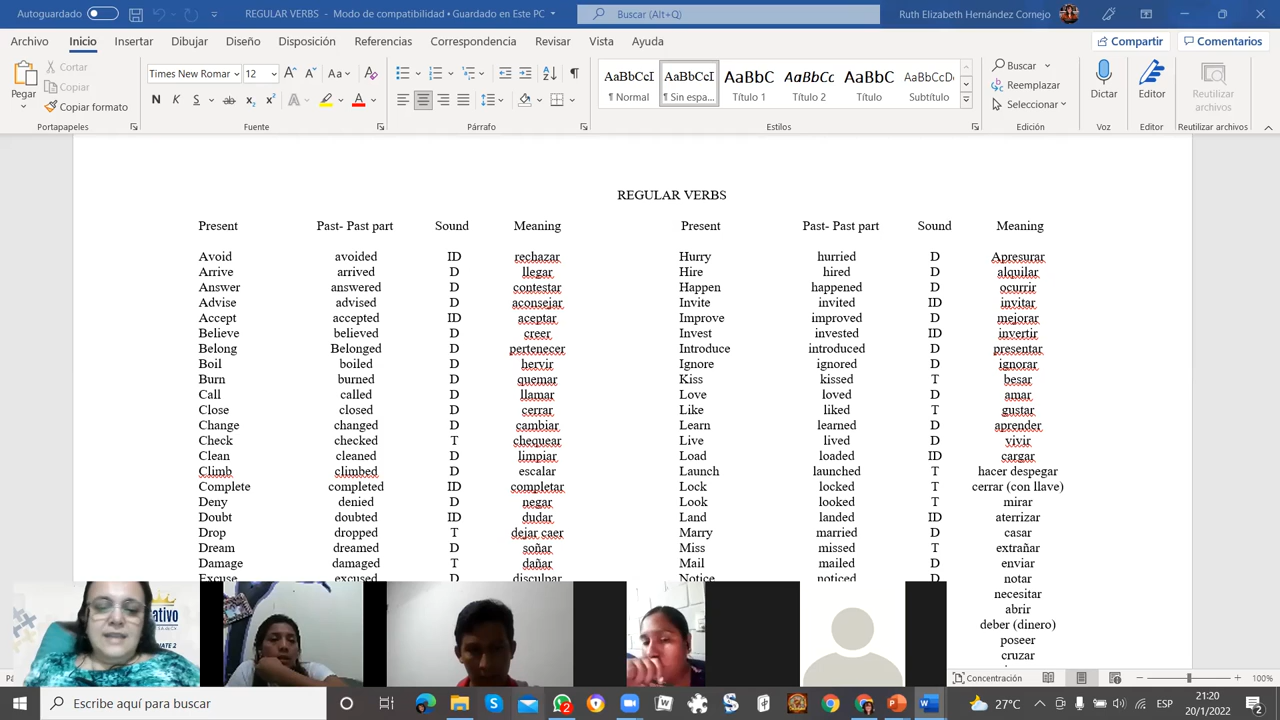 Autoguardado
REGULAR VERBS - Modo de compatibilidad • Guardado en Este PC
Buscar (Alt+Q)
Ruth Elizabeth Hernández Cornejo
Archivo Inicio Insertar Dibujar Diseño Disposición Referencias Correspondencia Revisar Vista Ayuda
Compartir Comentarios
Pegar
Cortar
Copiar
Copiar formato
Portapapeles
Times New Romar 12
Fuente
Párrafo
AaBbCcI AaBbCcI AaBbC AaBbCc AaBbC AaBbCcD
¶ Normal ¶ Sin espa... Título 1 Título 2 Título Subtítulo
Estilos
Buscar
Reemplazar
Seleccionar
Edición
Dictar
Voz
Editor
Editor
Reutilizar archivos
Reutilizar archivos
REGULAR VERBS
Present Past- Past part Sound Meaning Present Past- Past part Sound Meaning
Avoid avoided ID rechazar Hurry hurried D Apresurar
Arrive arrived D llegar Hire hired D alquilar
Answer answered D contestar Happen happened D ocurrir
Advise advised D aconsejar Invite invited ID invitar
Accept accepted ID aceptar Improve improved D mejorar
Believe believed D creer Invest invested ID invertir
Belong Belonged D pertenecer Introduce introduced D presentar
Boil boiled D hervir Ignore ignored D ignorar
Burn burned D quemar Kiss kissed T besar
Call called D llamar Love loved D amar
Close closed D cerrar Like liked T gustar
Change changed D cambiar Learn learned D aprender
Check checked T chequear Live lived D vivir
Clean cleaned D limpiar Load loaded ID cargar
Climb climbed D escalar Launch launched T hacer despegar
Complete completed ID completar Lock locked T cerrar (con llave)
Deny denied D negar Look looked T mirar
Doubt doubted ID dudar Land landed ID aterrizar
Drop dropped T dejar caer Marry married D casar
Dream dreamed D soñar Miss missed T extrañar
Damage damaged T dañar Mail mailed D enviar
Excuse excused D disculpar Notice noticed D notar
necesitar
abrir
deber (dinero)
poseer
cruzar
Concentración
100%
Escribe aquí para buscar
2
27°C
ESP
21:20
20/1/2022
2